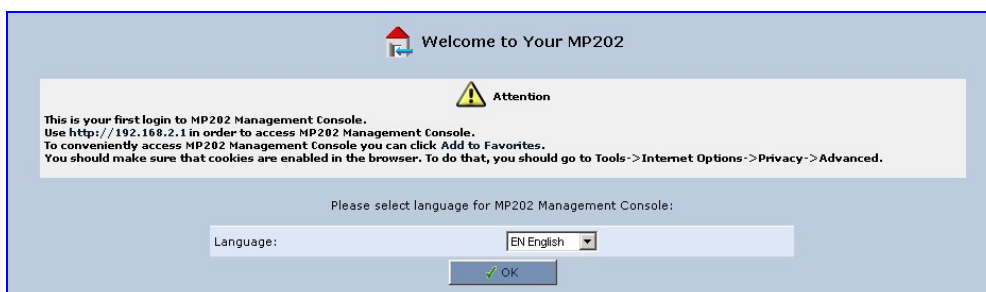 Welcome to Your MP202
Attention
This is your first login to MP202 Management Console.
Use http://192.168.2.1 in order to access MP202 Management Console.
To conveniently access MP202 Management Console you can click Add to Favorites.
You should make sure that cookies are enabled in the browser. To do that, you should go to Tools->Internet Options->Privacy->Advanced.
Please select language for MP202 Management Console:
Language: EN English
OK